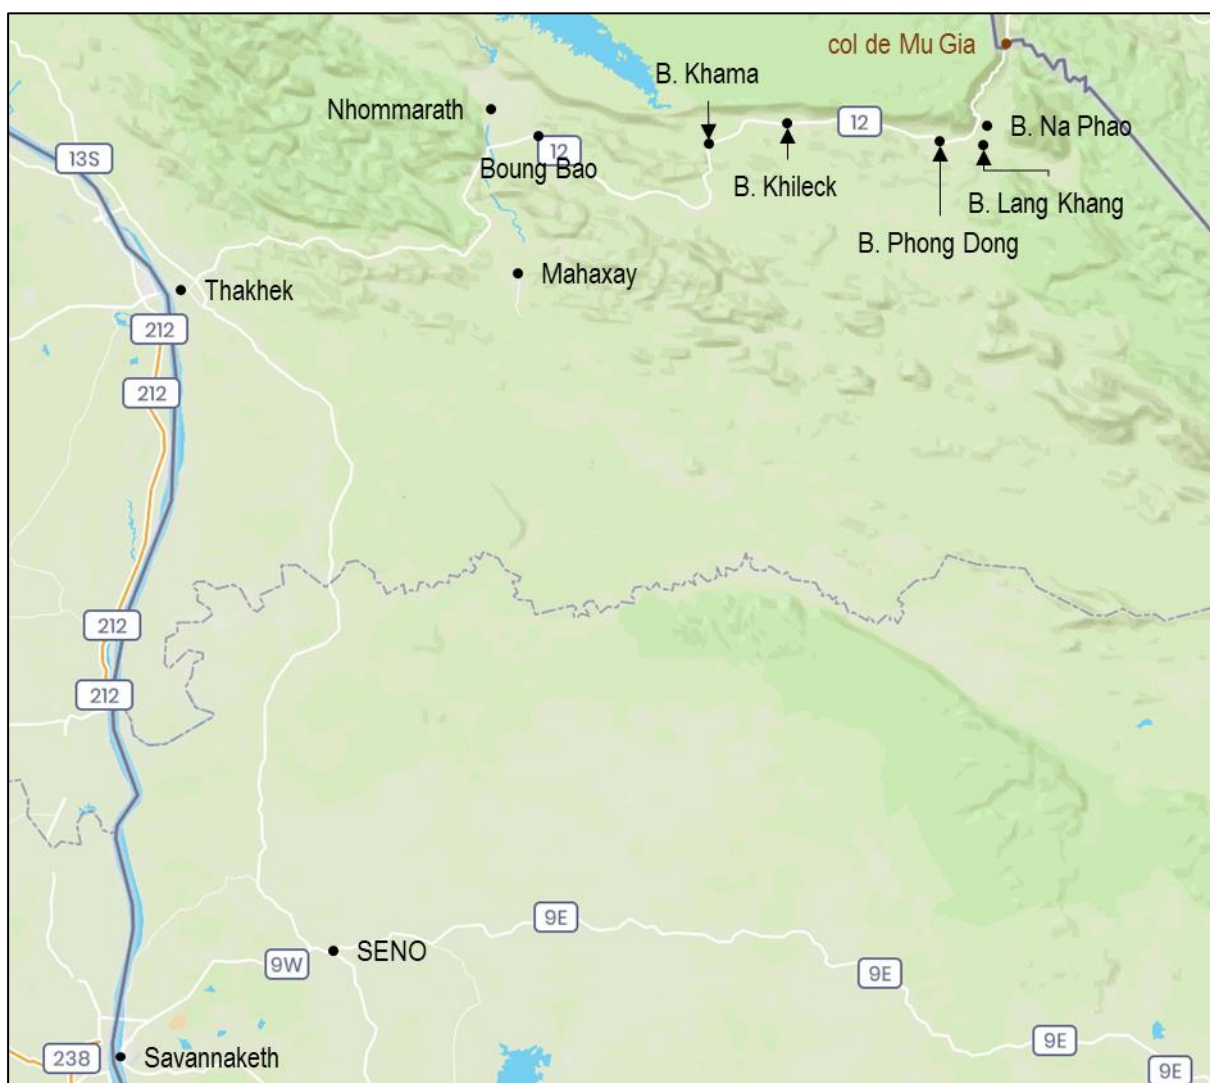 col de Mu Gia
B. Khama
Nhommarath
12
B. Na Phao
13S
12
Boung Bao
B. Khileck
B. Lang Khang
B. Phong Dong
Mahaxay
Thakhek
212
212
212
212
9E
SENO
9W
9E
9E
238
Savannaketh
9E